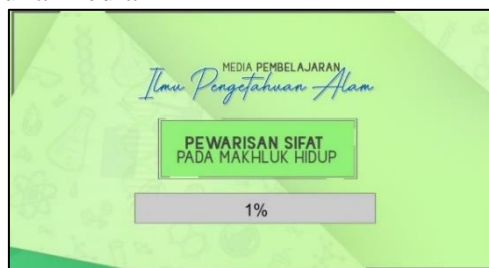 MEDIA PEMBELAJARAN
Ilmu Pengetahuan Alam
PEWARISAN SIFAT
PADA MAKHLUK HIDUP
1%